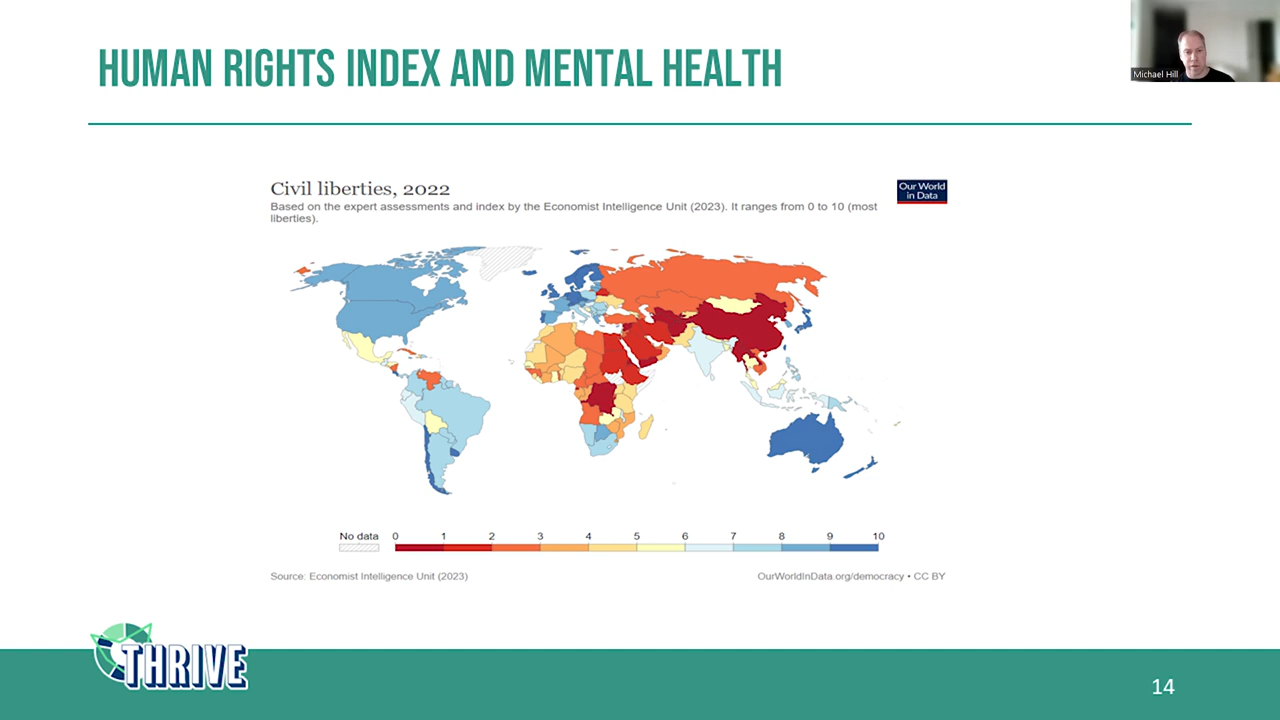 HUMAN RIGHTS INDEX AND MENTAL HEALTH
Michael Hill
Civil liberties, 2022
Our World
in Data
Based on the expert assessments and index by the Economist Intelligence Unit (2023). It ranges from 0 to 10 (most
liberties).
No data 0 1 2 3 4 5 6 7 8 9 10
Source: Economist Intelligence Unit (2023)
OurWorldInData.org/democracy • CC BY
THRIVE
14